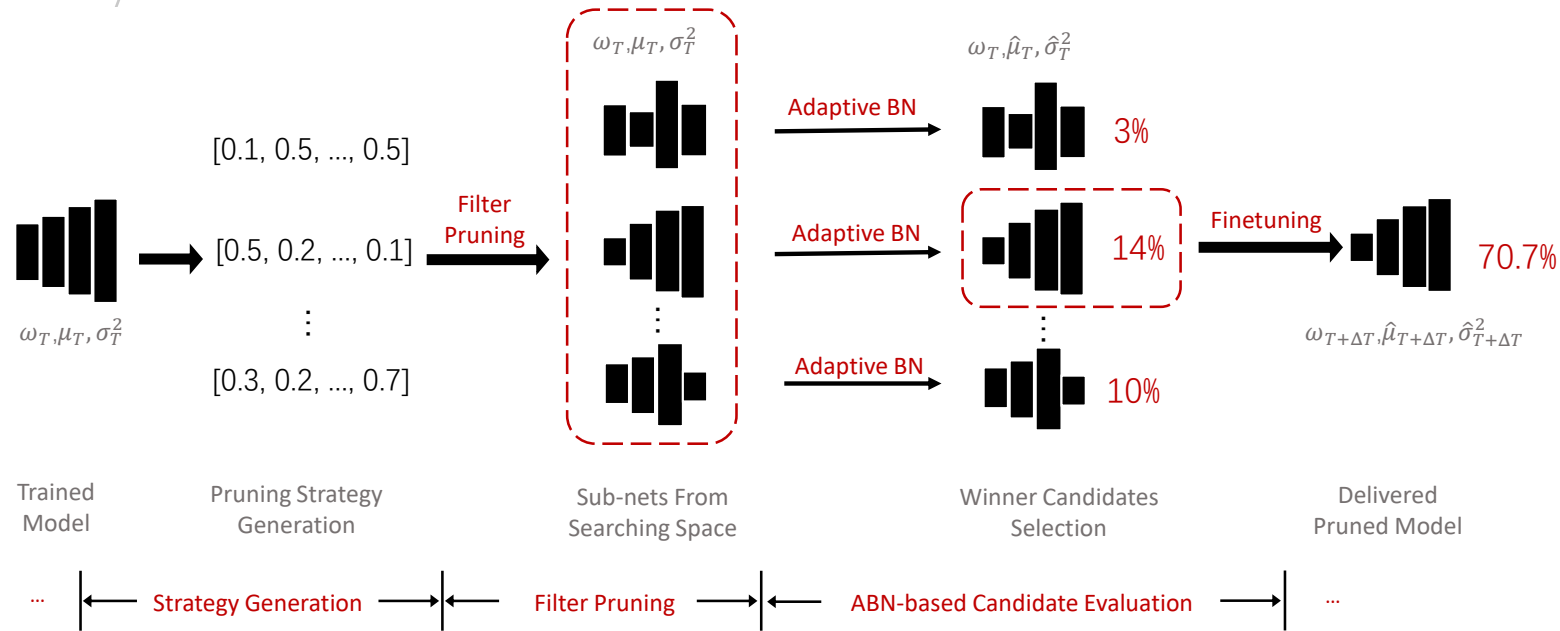 ω_T,μ_T,σ_T^2
ω_T,μ̂_T,σ̂_T^2
Adaptive BN
3%
[0.1, 0.5, ..., 0.5]
Filter
Pruning
[0.5, 0.2, ..., 0.1]
Adaptive BN
14%
Finetuning
70.7%
ω_T,μ_T,σ_T^2
⋮
⋮
⋮
ω_{T+ΔT},μ̂_{T+ΔT},σ̂_{T+ΔT}^2
[0.3, 0.2, ..., 0.7]
Adaptive BN
10%
Trained
Model
Pruning Strategy
Generation
Sub-nets From
Searching Space
Winner Candidates
Selection
Delivered
Pruned Model
...
Strategy Generation
Filter Pruning
ABN-based Candidate Evaluation
...